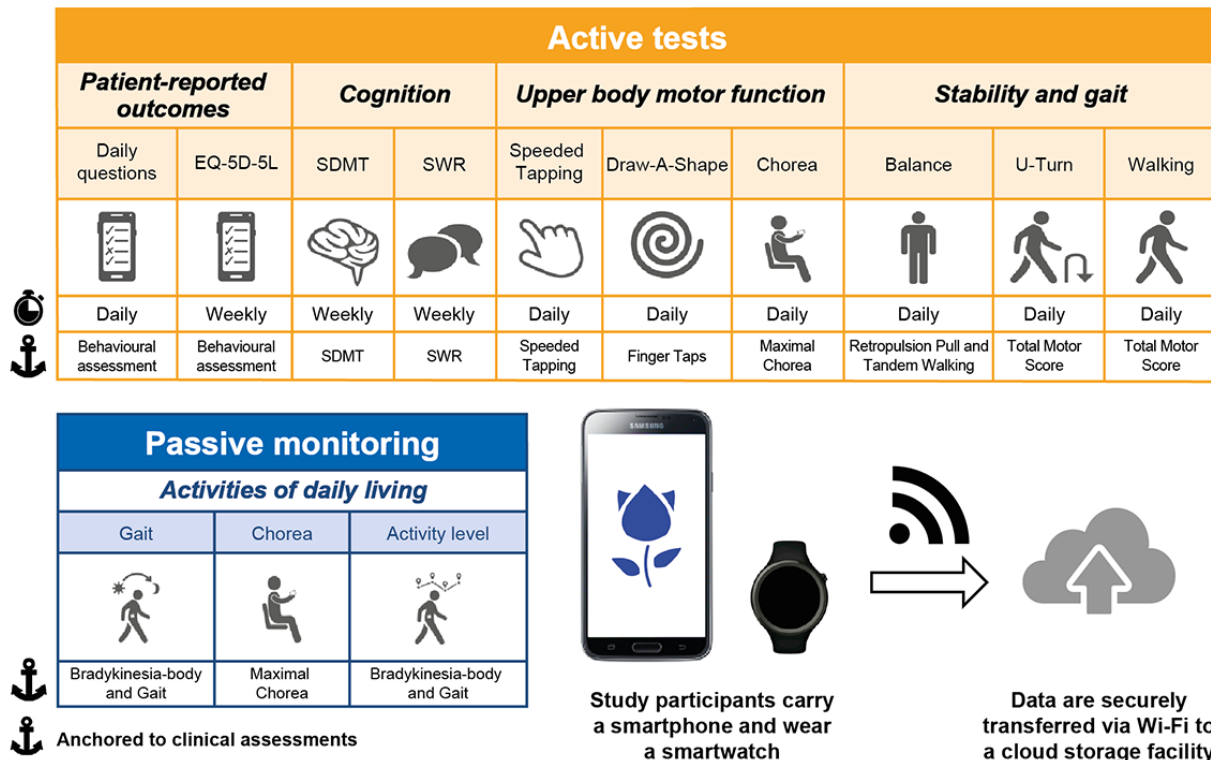 Active tests
Patient-reported
outcomes
Cognition
Upper body motor function
Stability and gait
Daily
questions
EQ-5D-5L
SDMT
SWR
Speeded
Tapping
Draw-A-Shape
Chorea
Balance
U-Turn
Walking
Daily
Weekly
Weekly
Weekly
Daily
Daily
Daily
Daily
Daily
Daily
Behavioural
assessment
Behavioural
assessment
SDMT
SWR
Speeded
Tapping
Finger Taps
Maximal
Chorea
Retropulsion Pull and
Tandem Walking
Total Motor
Score
Total Motor
Score
Passive monitoring
Activities of daily living
Gait
Chorea
Activity level
Bradykinesia-body
and Gait
Maximal
Chorea
Bradykinesia-body
and Gait
Anchored to clinical assessments
SAMSUNG
Study participants carry
a smartphone and wear
a smartwatch
Data are securely
transferred via Wi-Fi to
a cloud storage facility